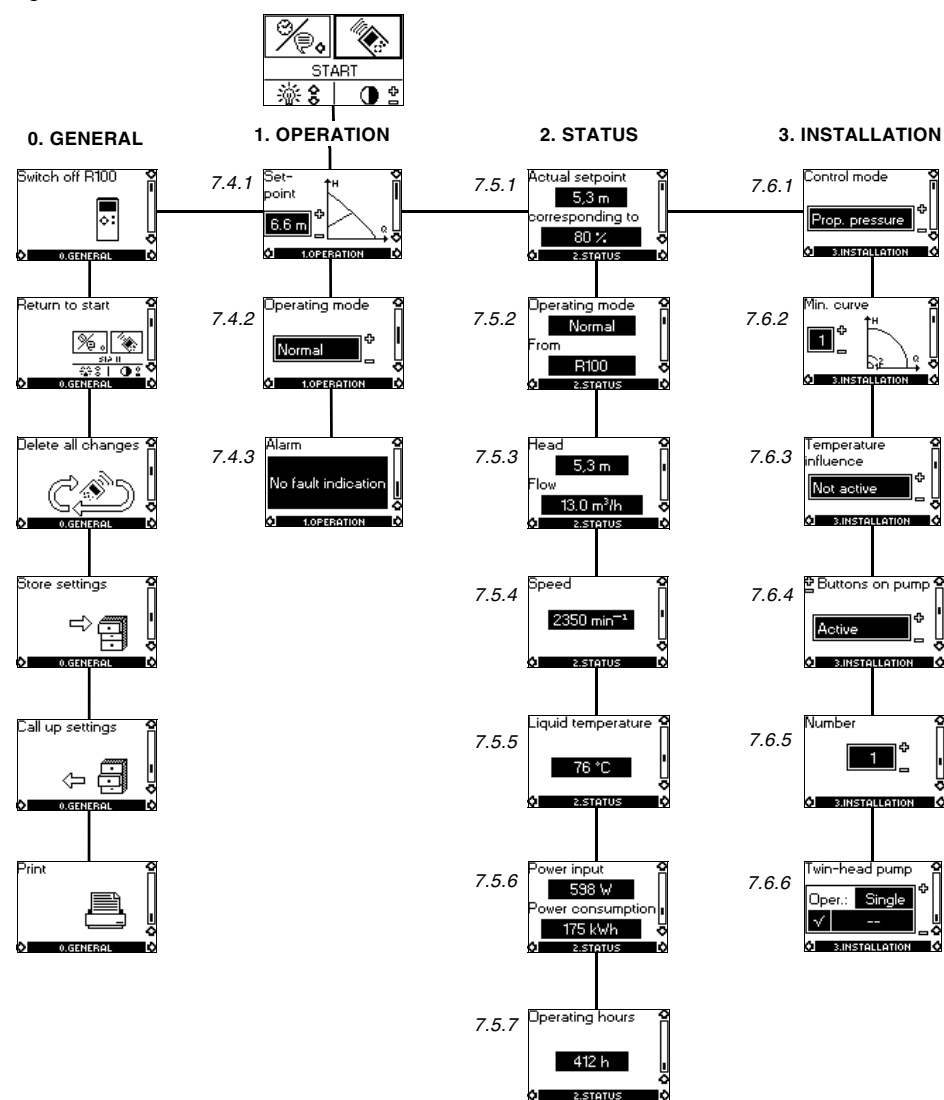 START
0. GENERAL
1. OPERATION
2. STATUS
3. INSTALLATION
Switch off R100
0.GENERAL
Return to start
START
0.GENERAL
Delete all changes
0.GENERAL
Store settings
0.GENERAL
Call up settings
0.GENERAL
Print
0.GENERAL
7.4.1
Set-
point
H
6.6 m
Q
1.OPERATION
7.4.2
Operating mode
Normal
1.OPERATION
7.4.3
Alarm
No fault indication
1.OPERATION
7.5.1
Actual setpoint
5,3 m
corresponding to
80 %
2.STATUS
7.5.2
Operating mode
Normal
From
R100
2.STATUS
7.5.3
Head
5,3 m
Flow
13.0 m³/h
2.STATUS
7.5.4
Speed
2350 min⁻¹
2.STATUS
7.5.5
Liquid temperature
76 °C
2.STATUS
7.5.6
Power input
598 W
Power consumption
175 kWh
2.STATUS
7.5.7
Operating hours
412 h
2.STATUS
7.6.1
Control mode
Prop. pressure
3.INSTALLATION
7.6.2
Min. curve
H
1
Q
3.INSTALLATION
7.6.3
Temperature
influence
Not active
3.INSTALLATION
7.6.4
Buttons on pump
Active
3.INSTALLATION
7.6.5
Number
1
3.INSTALLATION
7.6.6
Twin-head pump
Oper.: Single
√ --
3.INSTALLATION